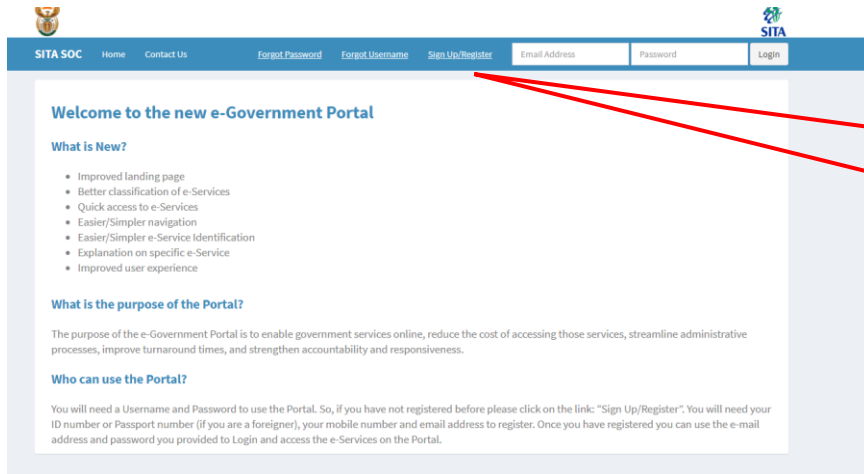 SITA
SITA SOC Home Contact Us Forgot Password Forgot Username Sign Up/Register Email Address Password Login
Welcome to the new e-Government Portal
What is New?
Improved landing page
Better classification of e-Services
Quick access to e-Services
Easier/Simpler navigation
Easier/Simpler e-Service Identification
Explanation on specific e-Service
Improved user experience
What is the purpose of the Portal?
The purpose of the e-Government Portal is to enable government services online, reduce the cost of accessing those services, streamline administrative
processes, improve turnaround times, and strengthen accountability and responsiveness.
Who can use the Portal?
You will need a Username and Password to use the Portal. So, if you have not registered before please click on the link: "Sign Up/Register". You will need your
ID number or Passport number (if you are a foreigner), your mobile number and email address to register. Once you have registered you can use the e-mail
address and password you provided to Login and access the e-Services on the Portal.